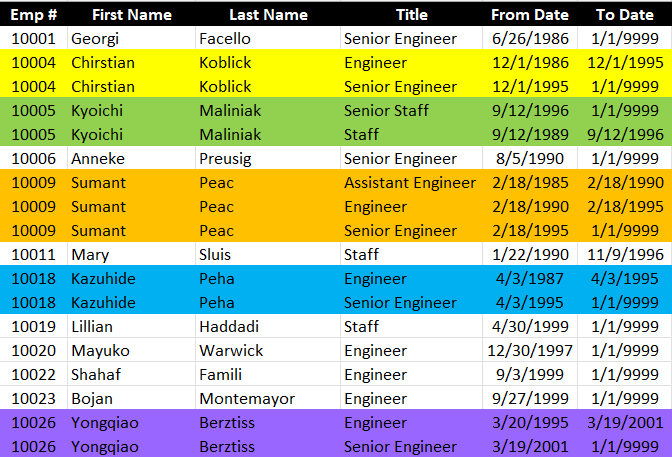 Emp # First Name Last Name Title From Date To Date
10001 Georgi Facello Senior Engineer 6/26/1986 1/1/9999
10004 Chirstian Koblick Engineer 12/1/1986 12/1/1995
10004 Chirstian Koblick Senior Engineer 12/1/1995 1/1/9999
10005 Kyoichi Maliniak Senior Staff 9/12/1996 1/1/9999
10005 Kyoichi Maliniak Staff 9/12/1989 9/12/1996
10006 Anneke Preusig Senior Engineer 8/5/1990 1/1/9999
10009 Sumant Peac Assistant Engineer 2/18/1985 2/18/1990
10009 Sumant Peac Engineer 2/18/1990 2/18/1995
10009 Sumant Peac Senior Engineer 2/18/1995 1/1/9999
10011 Mary Sluis Staff 1/22/1990 11/9/1996
10018 Kazuhide Peha Engineer 4/3/1987 4/3/1995
10018 Kazuhide Peha Senior Engineer 4/3/1995 1/1/9999
10019 Lillian Haddadi Staff 4/30/1999 1/1/9999
10020 Mayuko Warwick Engineer 12/30/1997 1/1/9999
10022 Shahaf Famili Engineer 9/3/1999 1/1/9999
10023 Bojan Montemayor Engineer 9/27/1999 1/1/9999
10026 Yongqiao Berztiss Engineer 3/20/1995 3/19/2001
10026 Yongqiao Berztiss Senior Engineer 3/19/2001 1/1/9999